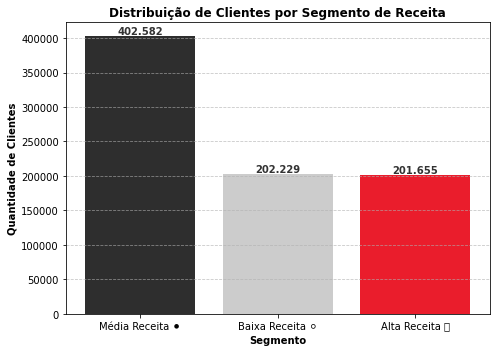 Distribuição de Clientes por Segmento de Receita
Quantidade de Clientes
400000
350000
300000
250000
200000
150000
100000
50000
0
402.582
202.229
201.655
Média Receita ⚫
Baixa Receita ⚪
Alta Receita
Segmento